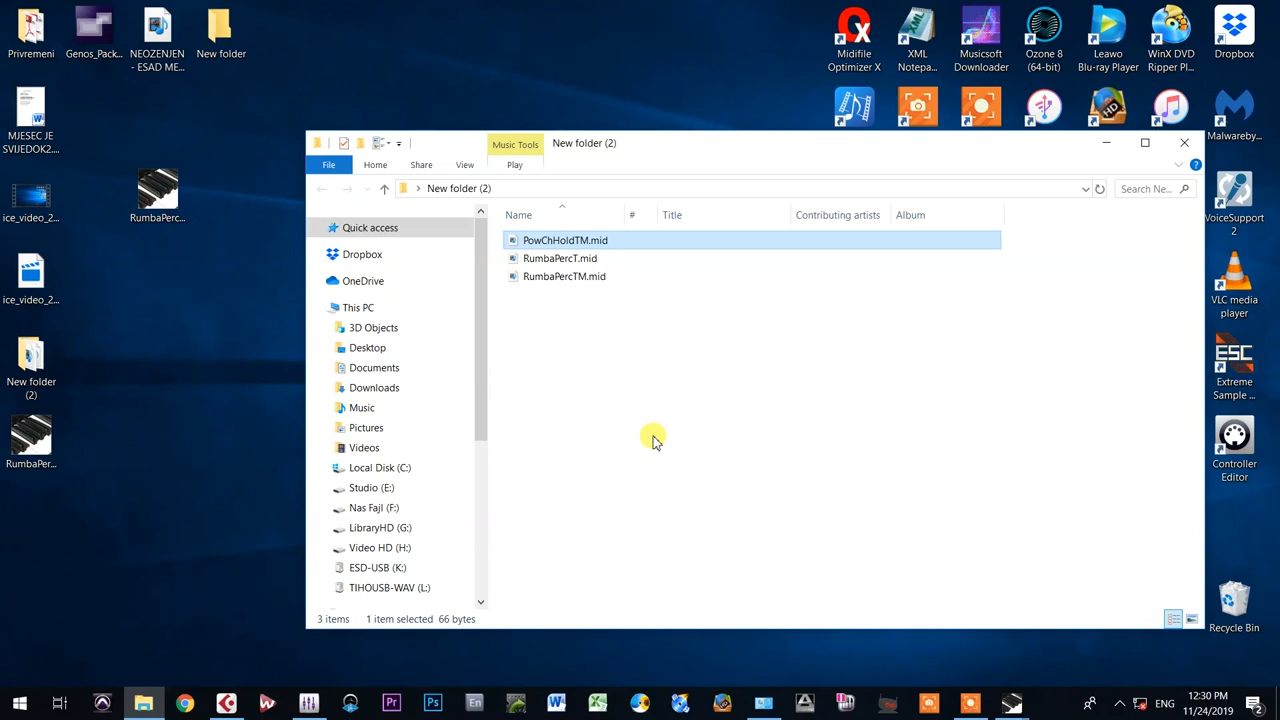 Privremeni
Genos_Pack...
NEOZENJEN
- ESAD ME...
New folder
Midifile
Optimizer X
XML
Notepa...
Musicsoft
Downloader
Ozone 8
(64-bit)
Leawo
Blu-ray Player
WinX DVD
Ripper Pl...
Dropbox
MJESEC JE
SVIJEDOK2...
HD
Malwareby...
Music Tools
New folder (2)
File
Home
Share
View
Play
New folder (2)
Search Ne...
ice_video_2...
RumbaPerc...
Name
#
Title
Contributing artists
Album
Quick access
PowChHoldTM.mid
VoiceSupport
2
Dropbox
RumbaPercT.mid
OneDrive
RumbaPercTM.mid
ice_video_2...
This PC
VLC media
player
3D Objects
Desktop
Documents
New folder
(2)
Downloads
ESC
Extreme
Sample ...
Music
Pictures
Videos
RumbaPer...
Local Disk (C:)
Controller
Editor
Studio (E:)
Nas Fajl (F:)
LibraryHD (G:)
Video HD (H:)
ESD-USB (K:)
TIHOUSB-WAV (L:)
3 items
1 item selected
66 bytes
Recycle Bin
Pr
Ps
En
ENG
12:30 PM
11/24/2019
2